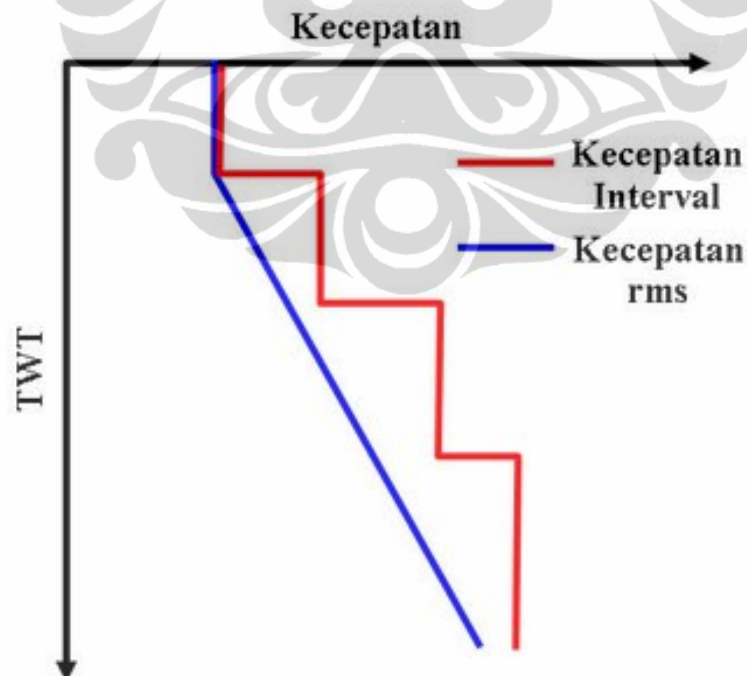 Kecepatan
Kecepatan
Interval
Kecepatan
rms
TWT